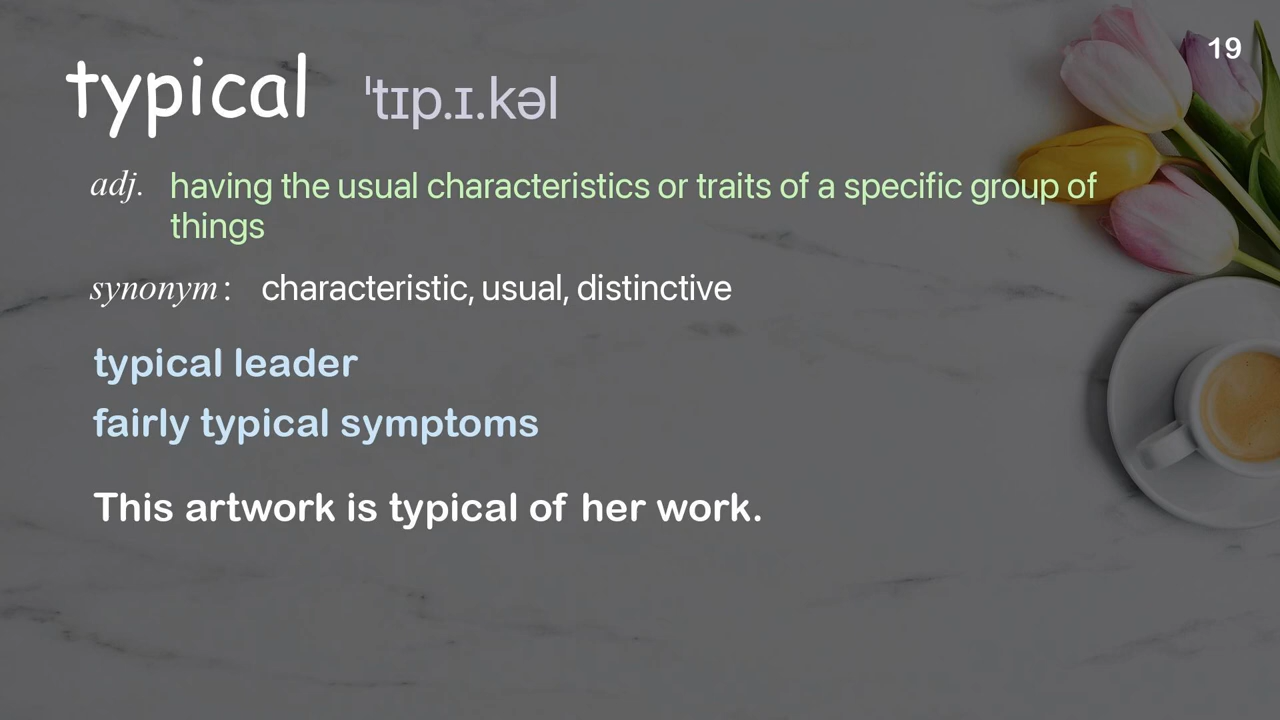 19
typical ˈtɪp.ɪ.kəl
adj. having the usual characteristics or traits of a specific group of
things
synonym: characteristic, usual, distinctive
typical leader
fairly typical symptoms
This artwork is typical of her work.